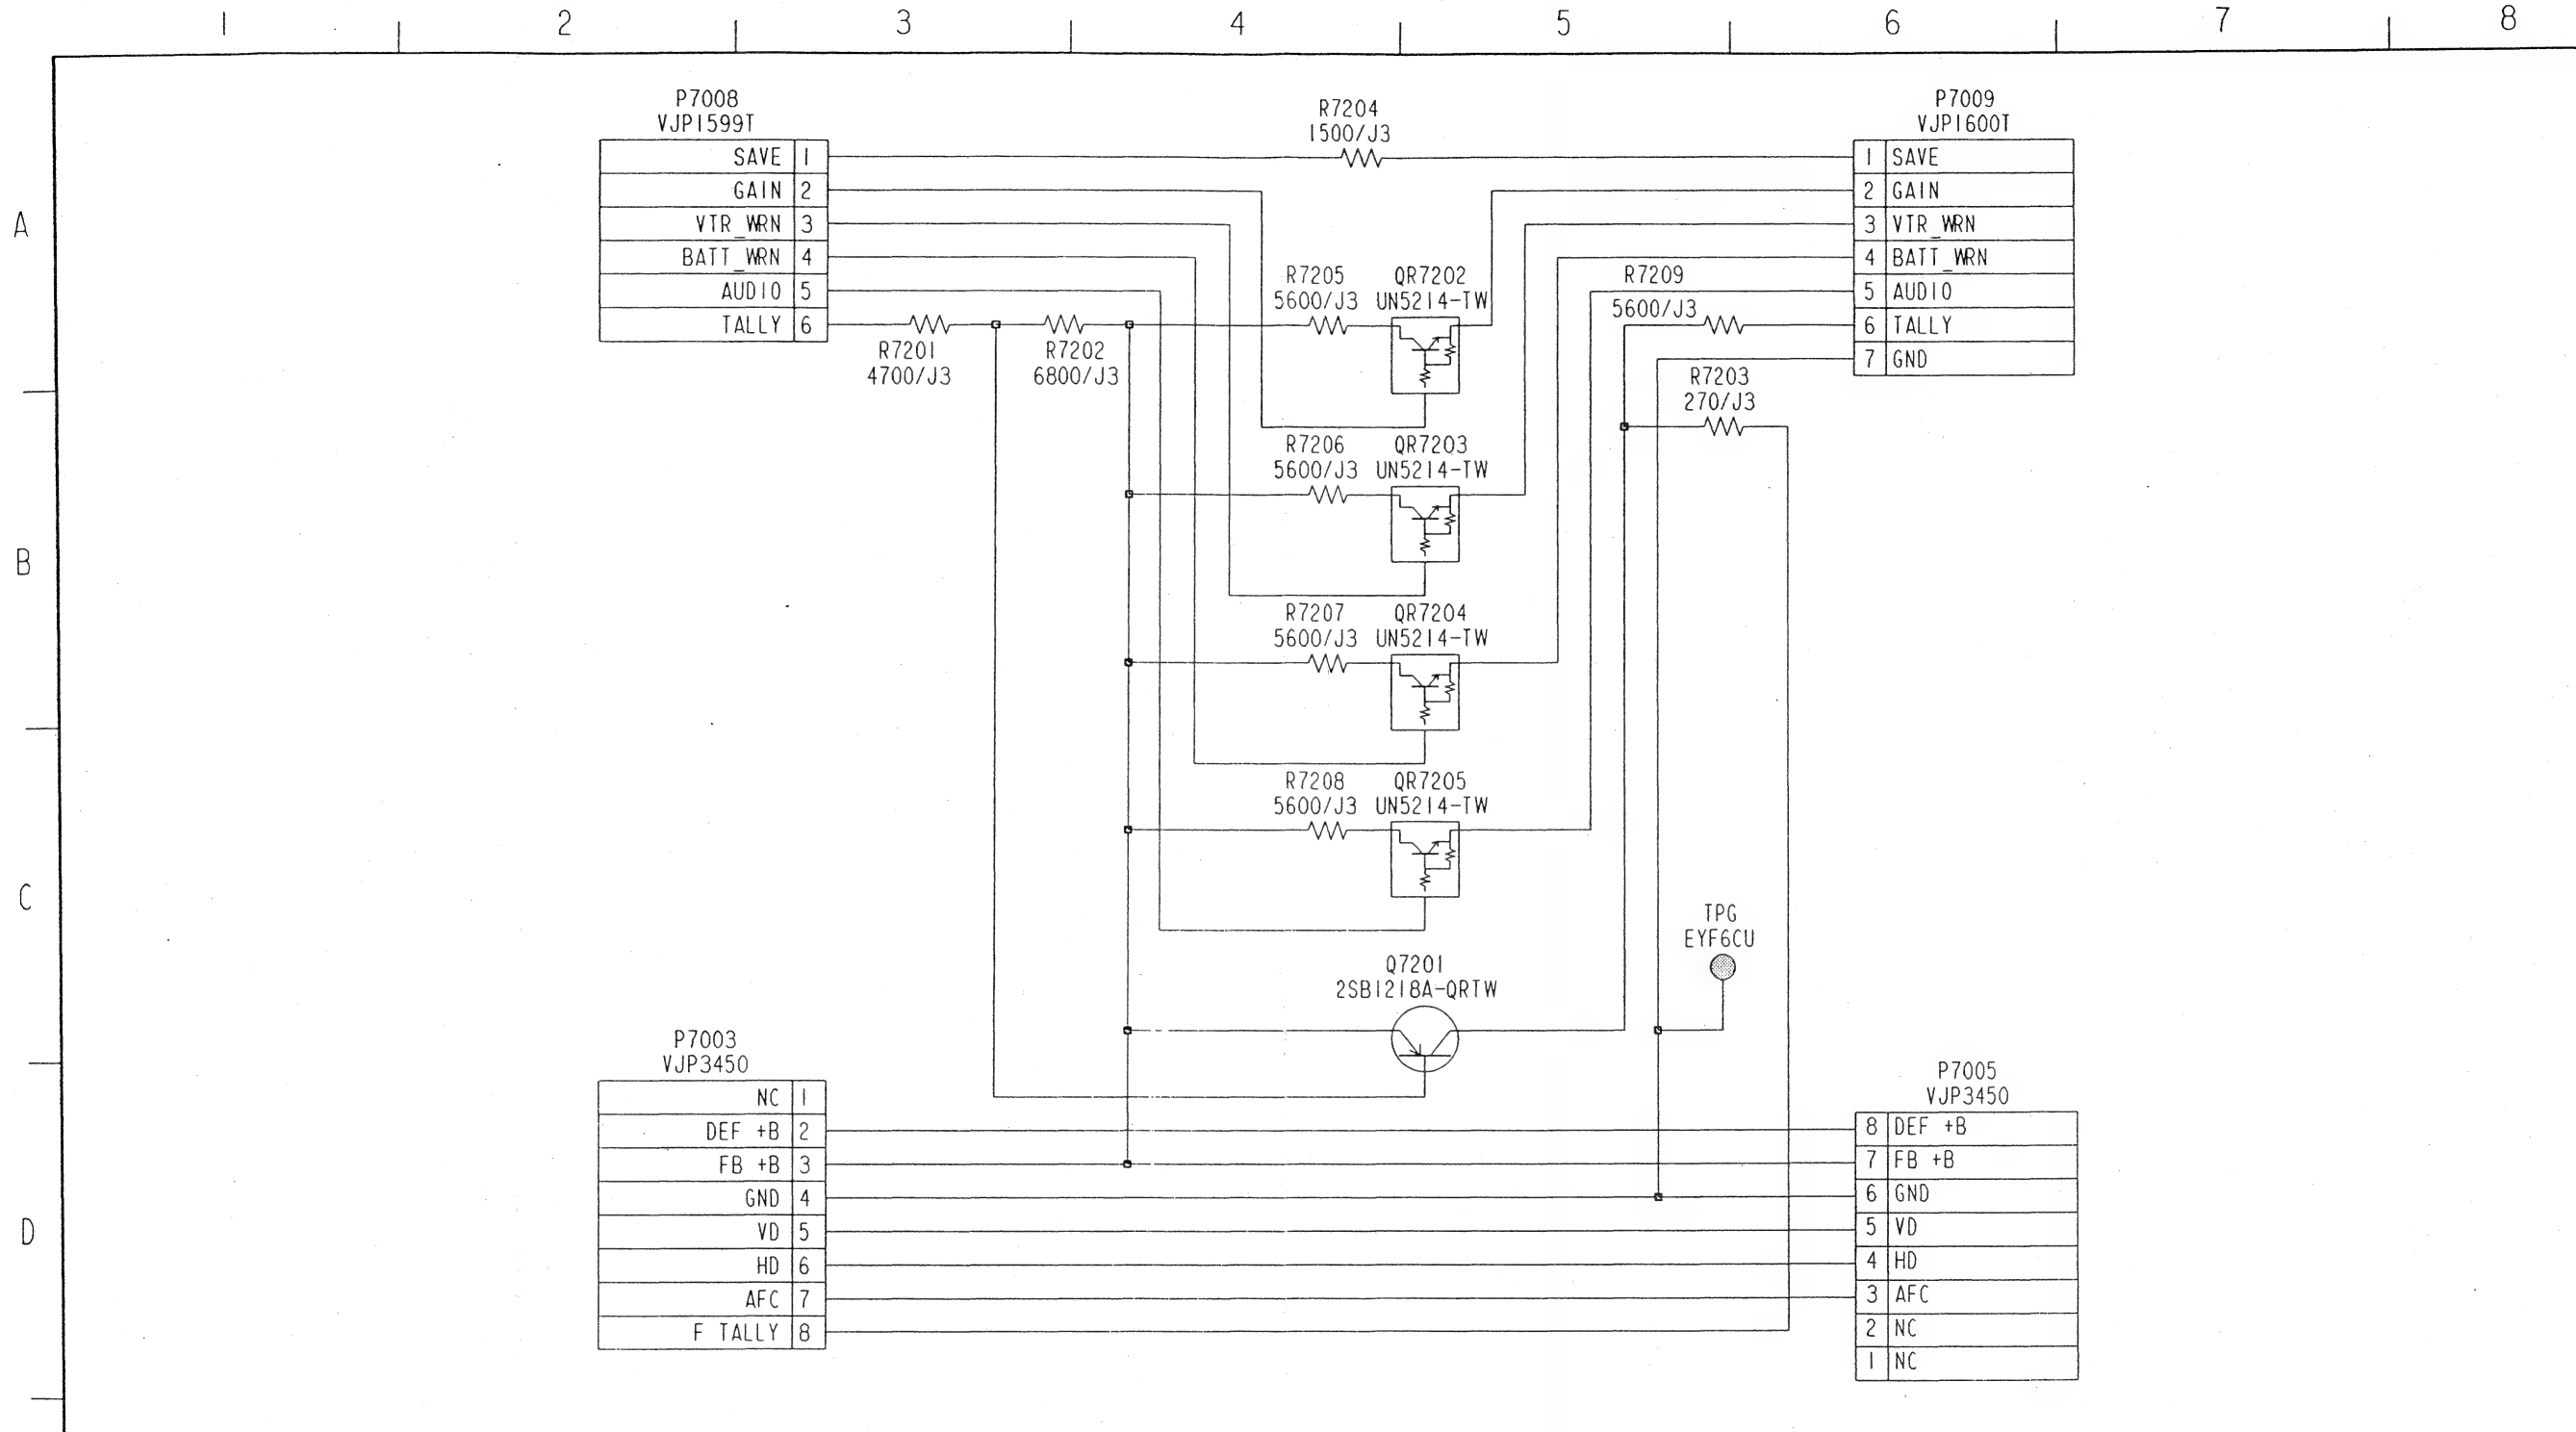 2 3 4 5 6 7 8
A
B
C
D
P7008
VJP1599T
SAVE 1
GAIN 2
VTR_WRN 3
BATT_WRN 4
AUDIO 5
TALLY 6
R7201
4700/J3
R7202
6800/J3
R7204
1500/J3
R7205
5600/J3
QR7202
UN5214-TW
R7206
5600/J3
QR7203
UN5214-TW
R7207
5600/J3
QR7204
UN5214-TW
R7208
5600/J3
QR7205
UN5214-TW
Q7201
2SB1218A-QRTW
R7209
5600/J3
R7203
270/J3
TPG
EYF6CU
P7009
VJP1600T
1 SAVE
2 GAIN
3 VTR_WRN
4 BATT_WRN
5 AUDIO
6 TALLY
7 GND
P7003
VJP3450
NC 1
DEF +B 2
FB +B 3
GND 4
VD 5
HD 6
AFC 7
F TALLY 8
P7005
VJP3450
8 DEF +B
7 FB +B
6 GND
5 VD
4 HD
3 AFC
2 NC
1 NC